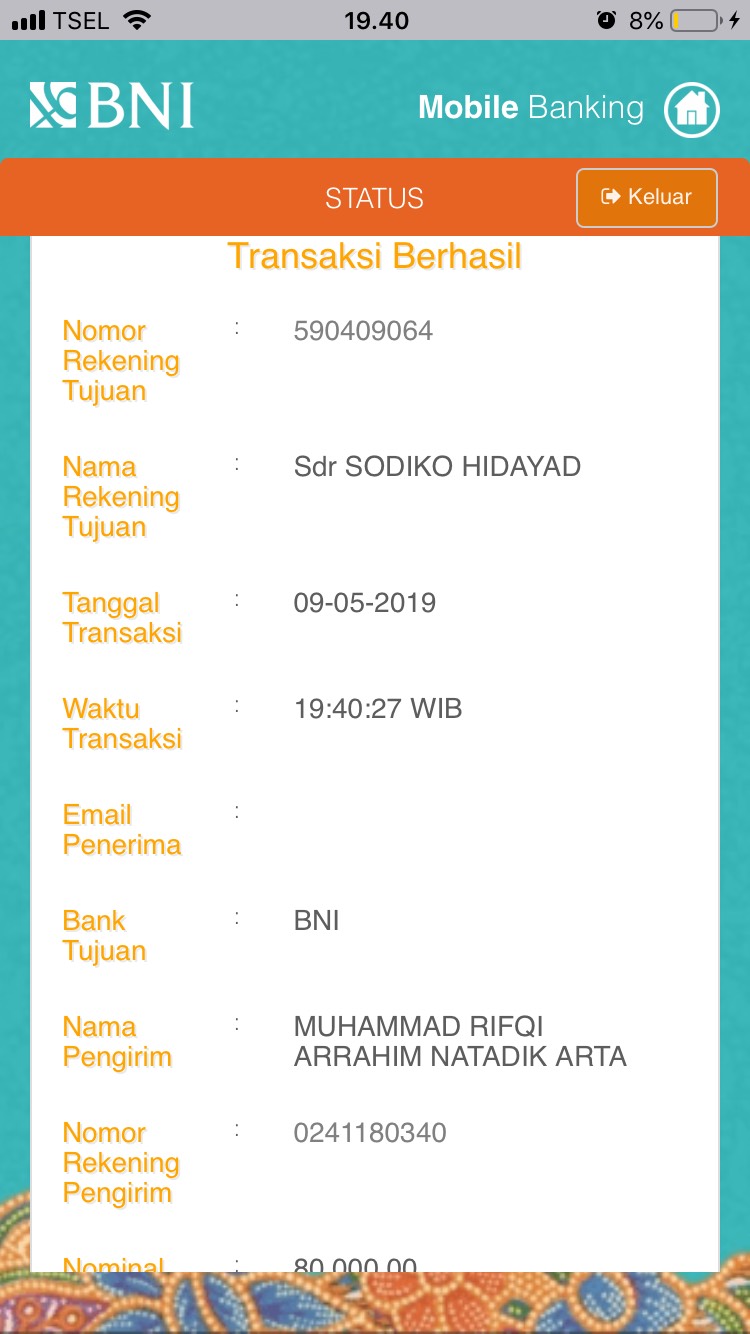 TSEL 19.40 8%
BNI Mobile Banking
STATUS Keluar
Transaksi Berhasil
Nomor : 590409064
Rekening
Tujuan
Nama : Sdr SODIKO HIDAYAD
Rekening
Tujuan
Tanggal : 09-05-2019
Transaksi
Waktu : 19:40:27 WIB
Transaksi
Email :
Penerima
Bank : BNI
Tujuan
Nama : MUHAMMAD RIFQI
Pengirim ARRAHIM NATADIK ARTA
Nomor : 0241180340
Rekening
Pengirim
Nominal : 80.000,00